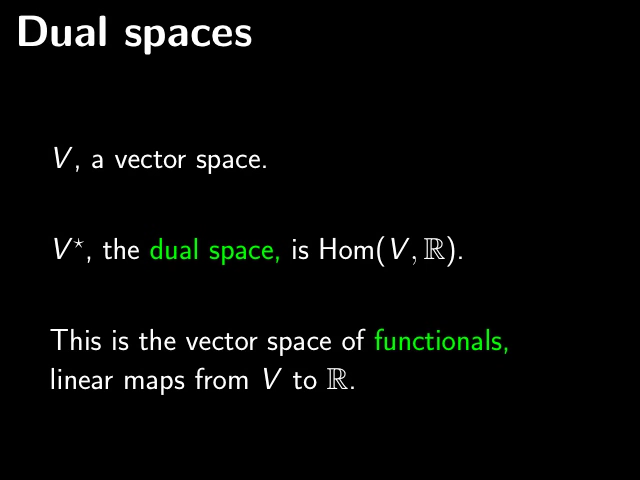 Dual spaces
V, a vector space.
V⋆, the dual space, is Hom(V, ℝ).
This is the vector space of functionals,
linear maps from V to ℝ.